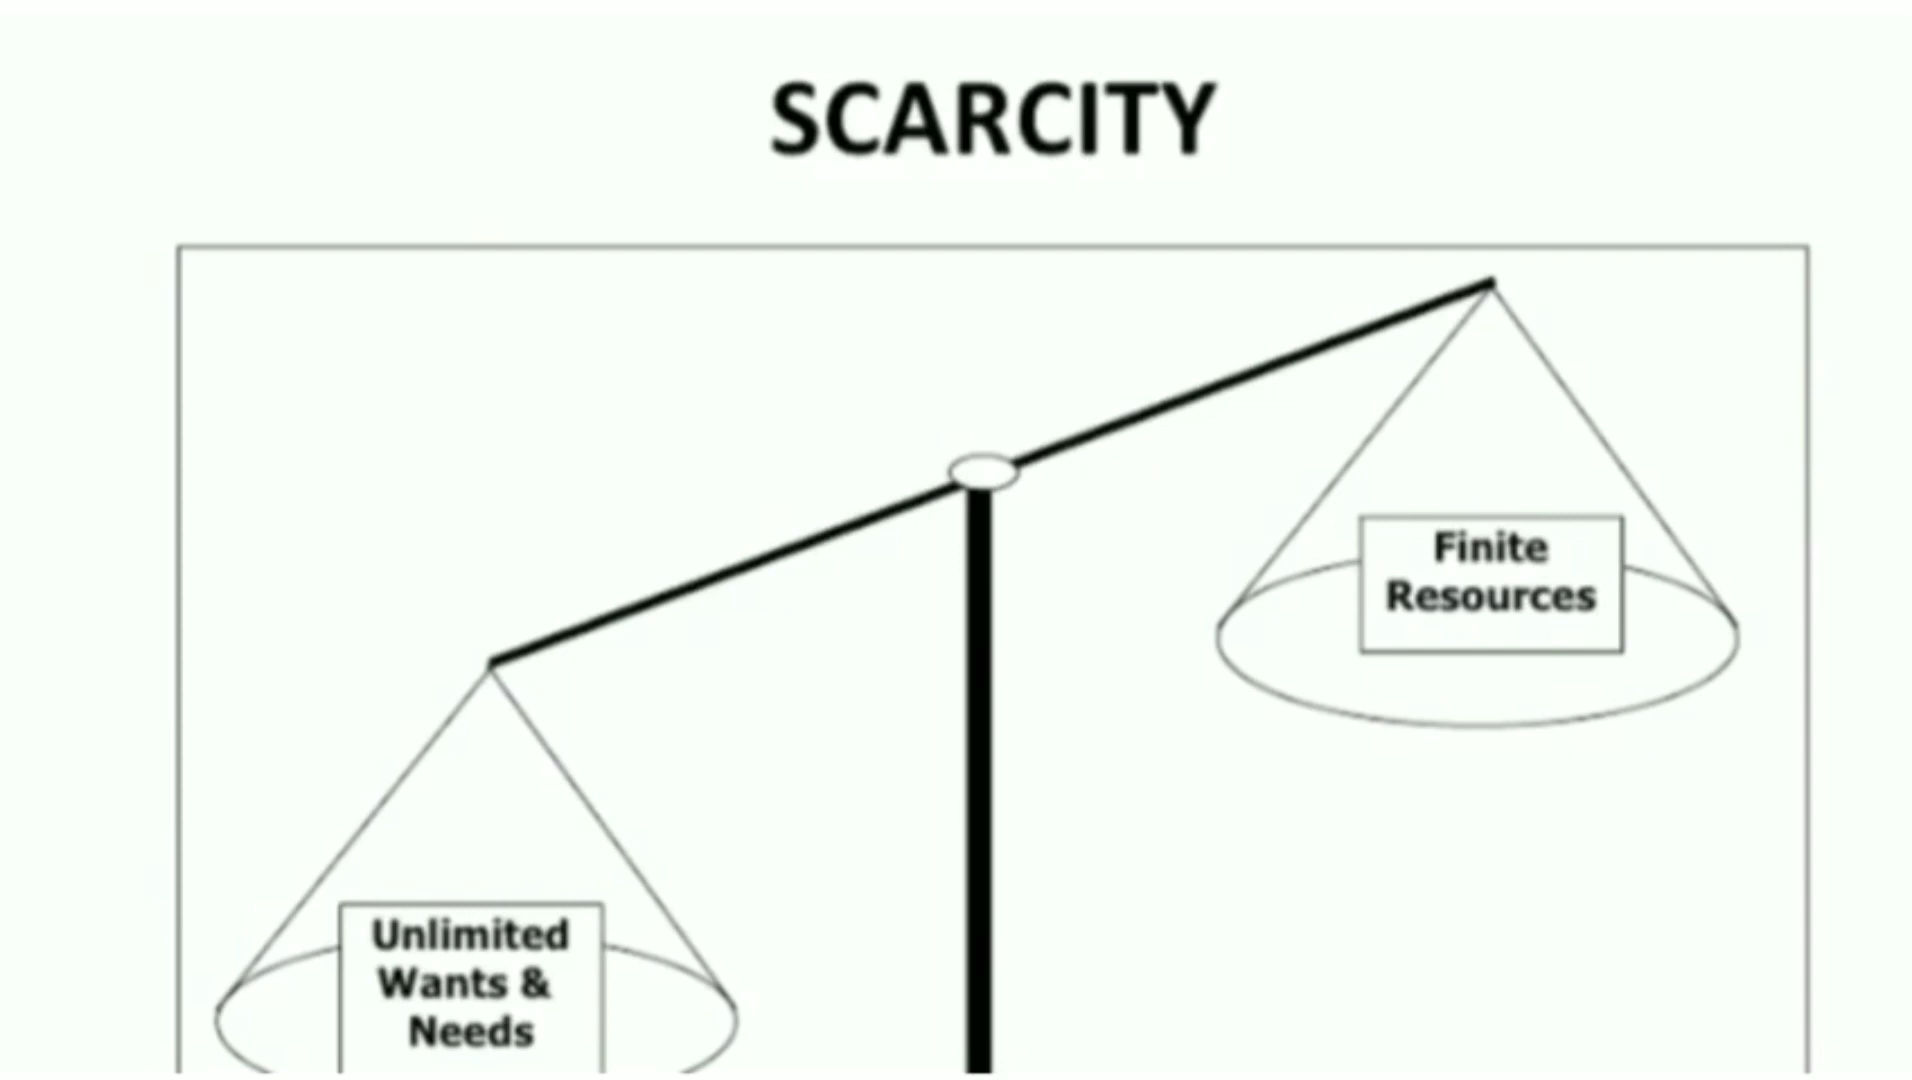 SCARCITY
Finite
Resources
Unlimited
Wants &
Needs